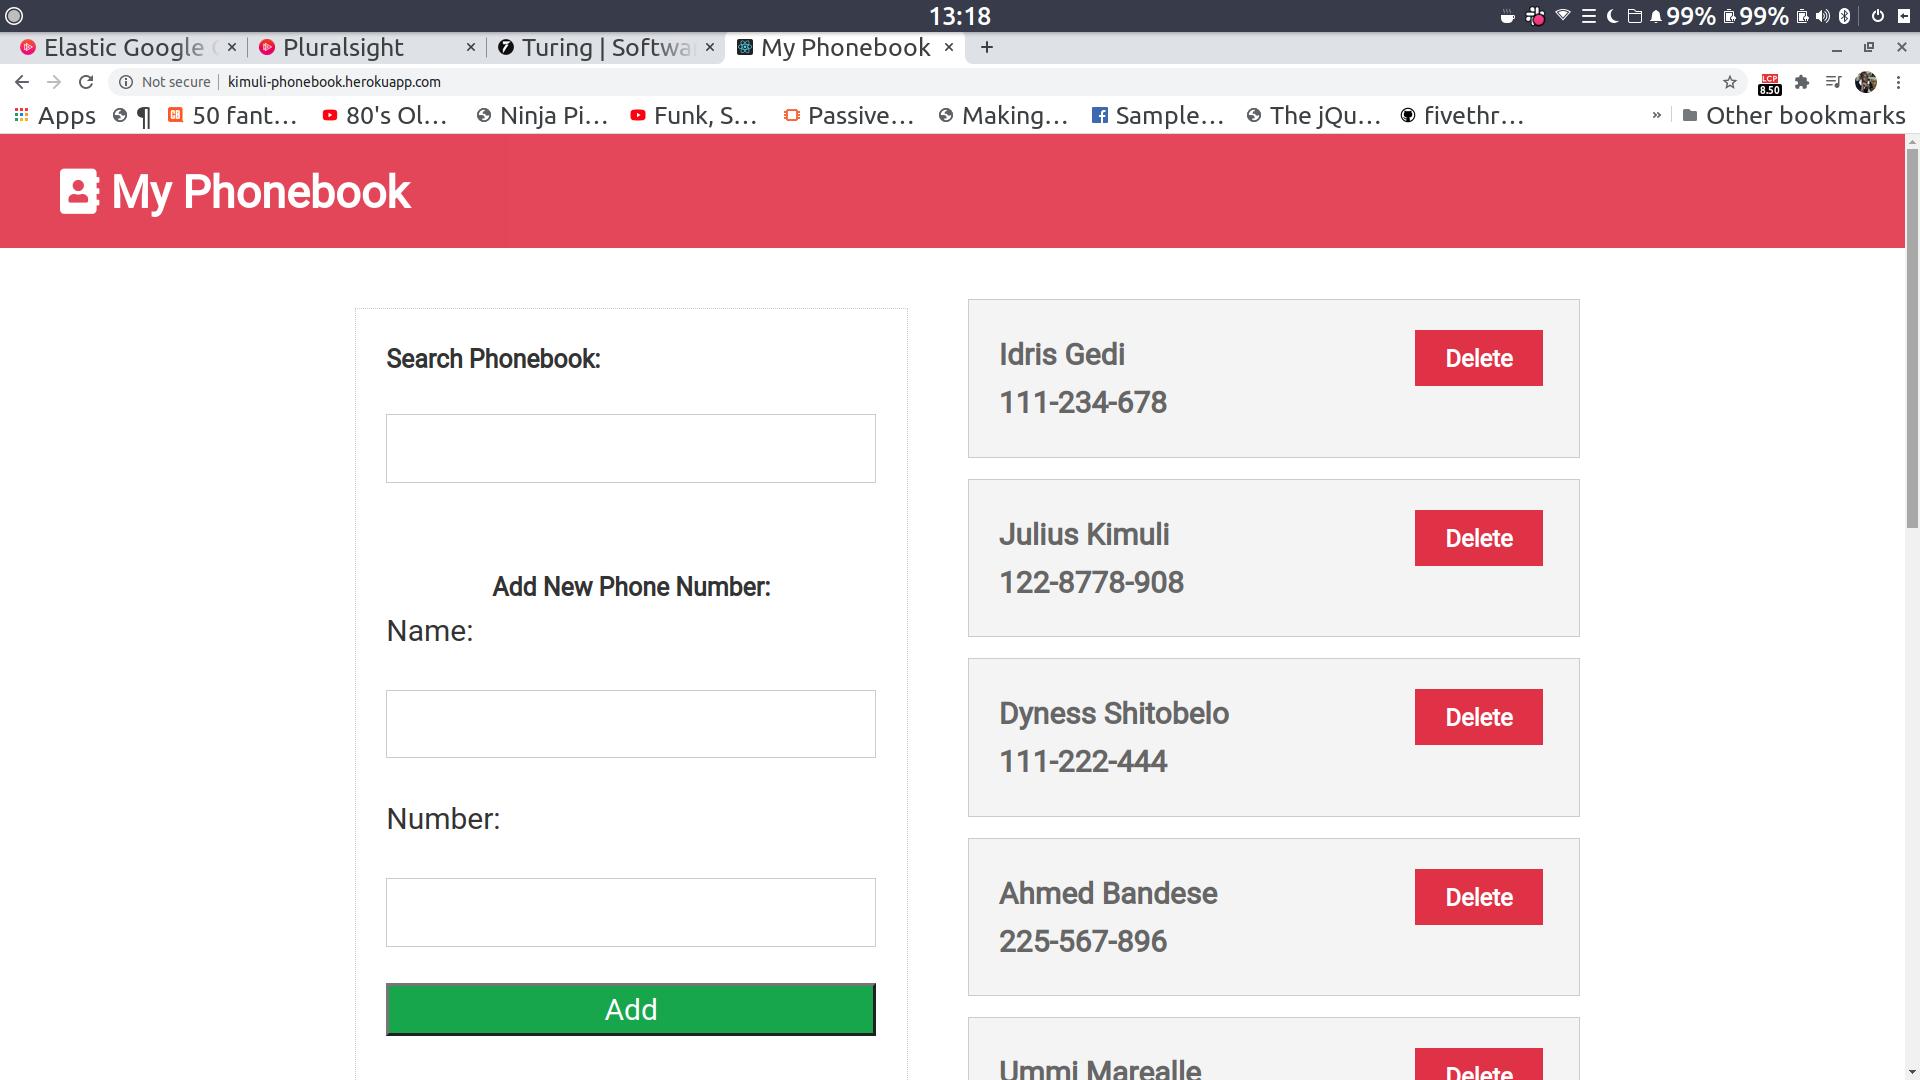 13:18
99% 99%
Elastic Google
Pluralsight
Turing | Softwa
My Phonebook
Not secure
kimuli-phonebook.herokuapp.com
LCP
8.50
Apps
¶
50 fant...
80's Ol...
Ninja Pi...
Funk, S...
Passive...
Making...
Sample...
The jQu...
fivethr...
»
Other bookmarks
My Phonebook
Search Phonebook:
Add New Phone Number:
Name:
Number:
Add
Idris Gedi
111-234-678
Delete
Julius Kimuli
122-8778-908
Delete
Dyness Shitobelo
111-222-444
Delete
Ahmed Bandese
225-567-896
Delete
Ummi Marealle
Delete